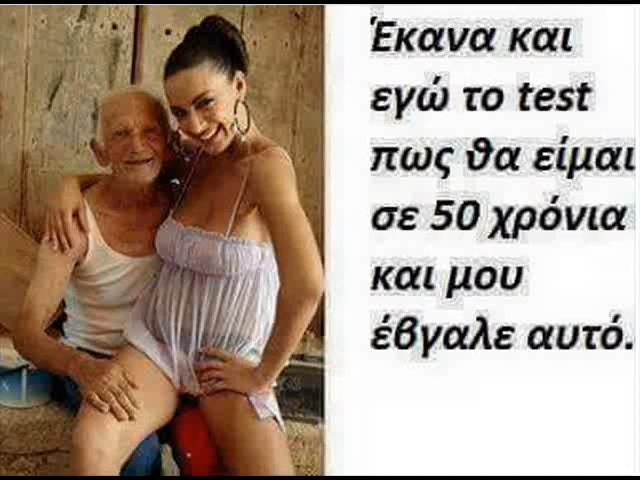 Έκανα και
εγώ το test
πως θα είμαι
σε 50 χρόνια
και μου
έβγαλε αυτό.